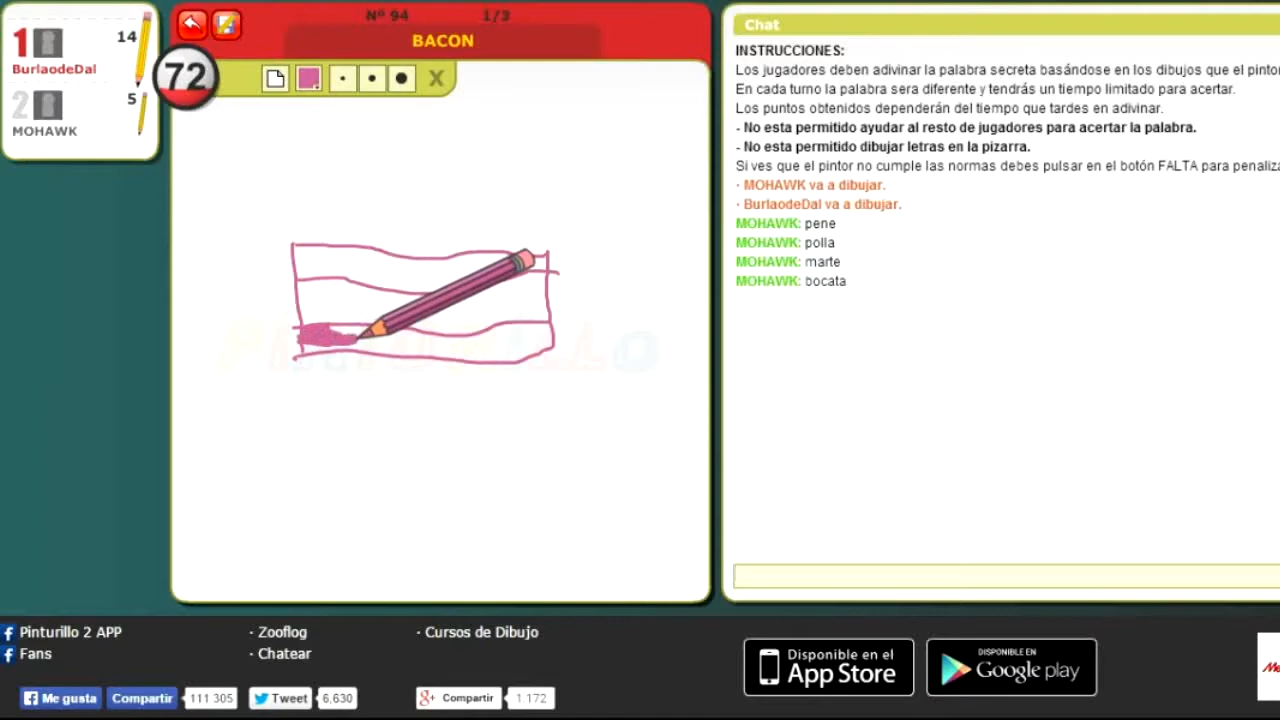 1
14
BurlaodeDal
2
5
MOHAWK
72
Nº 94
1/3
BACON
X
PINTURILLO
Chat
INSTRUCCIONES:
Los jugadores deben adivinar la palabra secreta basándose en los dibujos que el pintor
En cada turno la palabra sera diferente y tendrás un tiempo limitado para acertar.
Los puntos obtenidos dependerán del tiempo que tardes en adivinar.
- No esta permitido ayudar al resto de jugadores para acertar la palabra.
- No esta permitido dibujar letras en la pizarra.
Si ves que el pintor no cumple las normas debes pulsar en el botón FALTA para penaliza
· MOHAWK va a dibujar.
· BurlaodeDal va a dibujar.
MOHAWK: pene
MOHAWK: polla
MOHAWK: marte
MOHAWK: bocata
Pinturillo 2 APP
Fans
· Zooflog
· Chatear
· Cursos de Dibujo
Me gusta
Compartir
111 305
Tweet
6,630
g+ Compartir
1.172
Disponible en el
App Store
DISPONIBLE EN
Google play